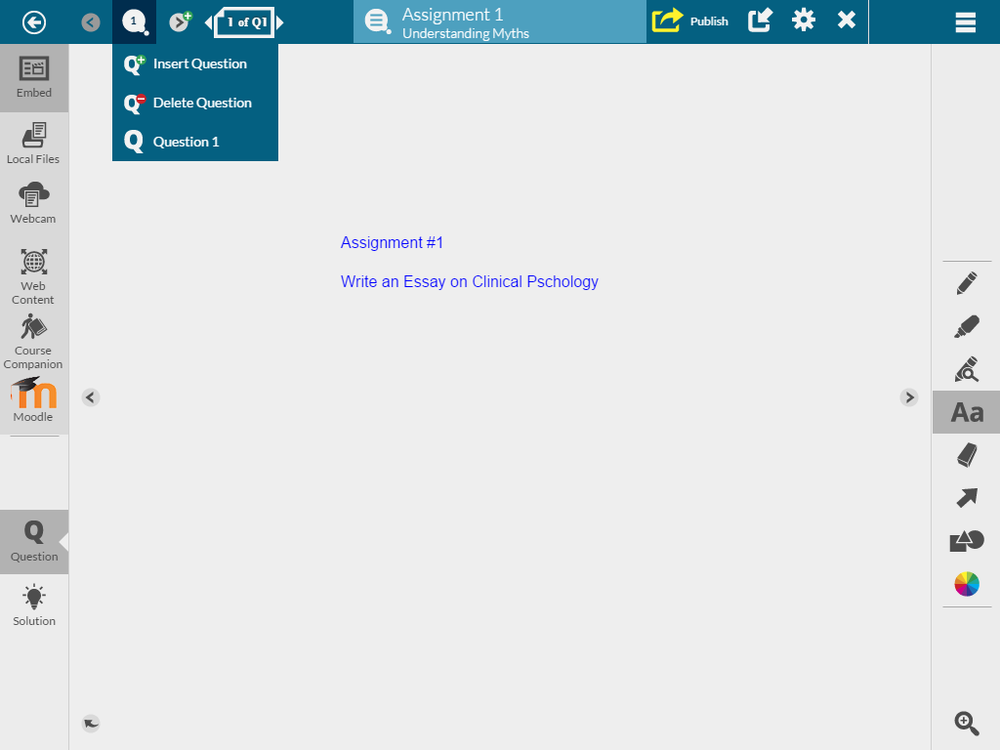 1
1 of Q1
Assignment 1
Understanding Myths
Publish
Insert Question
Delete Question
Question 1
Embed
Local Files
Webcam
Web
Content
Course
Companion
Moodle
Question
Solution
Assignment #1
Write an Essay on Clinical Pschology
Aa